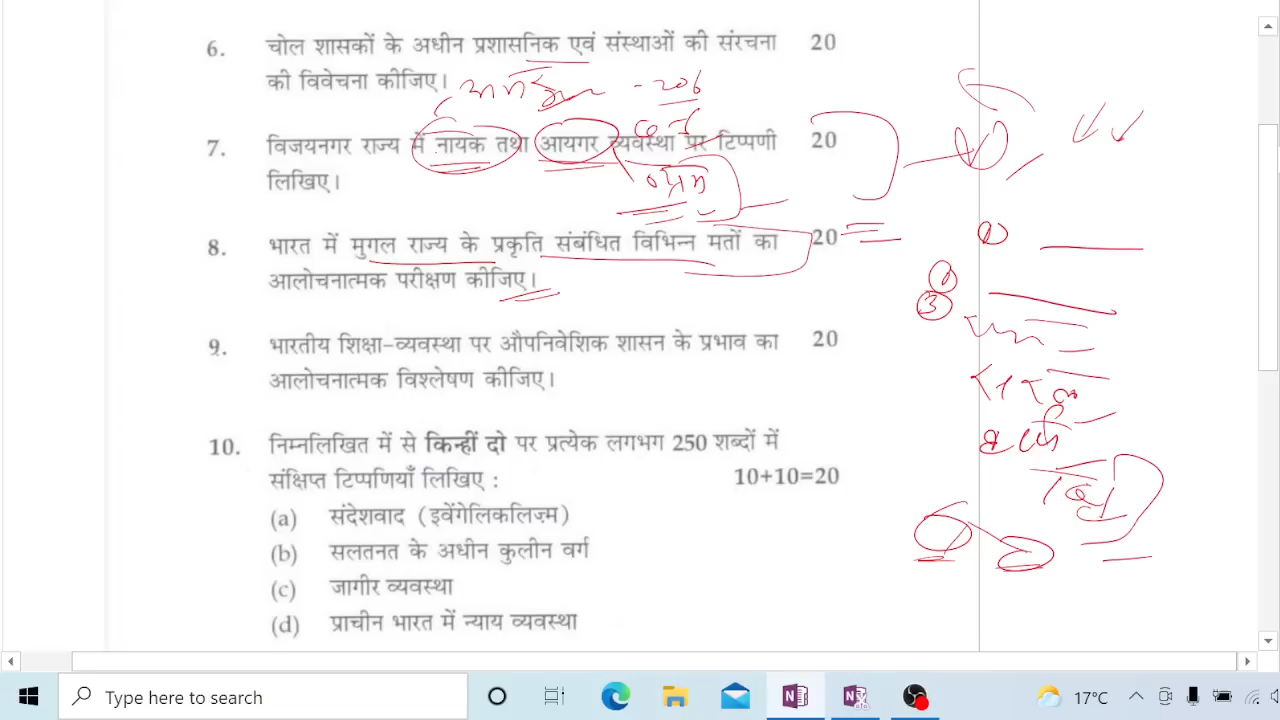 6. चोल शासकों के अधीन प्रशासनिक एवं संस्थाओं की संरचना 20
की विवेचना कीजिए।
- 206
7. विजयनगर राज्य में नायक तथा आयगर व्यवस्था पर टिप्पणी 20
लिखिए।
8. भारत में मुगल राज्य के प्रकृति संबंधित विभिन्न मतों का 20
आलोचनात्मक परीक्षण कीजिए।
9. भारतीय शिक्षा-व्यवस्था पर औपनिवेशिक शासन के प्रभाव का 20
आलोचनात्मक विश्लेषण कीजिए।
10. निम्नलिखित में से किन्हीं दो पर प्रत्येक लगभग 250 शब्दों में
संक्षिप्त टिप्पणियाँ लिखिए : 10+10=20
(a) संदेशवाद (इवेंगेलिकलिज़्म)
(b) सलतनत के अधीन कुलीन वर्ग
(c) जागीर व्यवस्था
(d) प्राचीन भारत में न्याय व्यवस्था
Type here to search
17°C